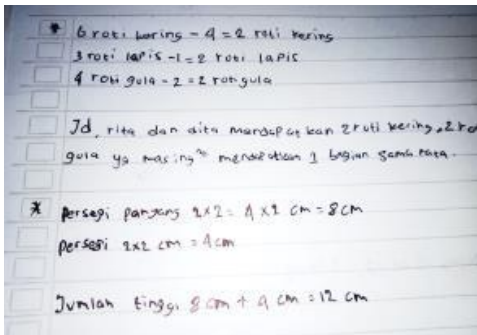 * 6 roti kering - 4 = 2 roti kering
3 roti lapis - 1 = 2 roti lapis
4 roti gula - 2 = 2 roti gula
Jd, rita dan dita mendapatkan 2 roti kering, 2 ro
gula yg masing² mendapatkan 1 bagian sama rata.
* Persegi panjang 2x2 = 4 x2 cm = 8 cm
Persegi 2x2 cm = 4 cm
Jumlah tinggi 8 cm + 4 cm = 12 cm